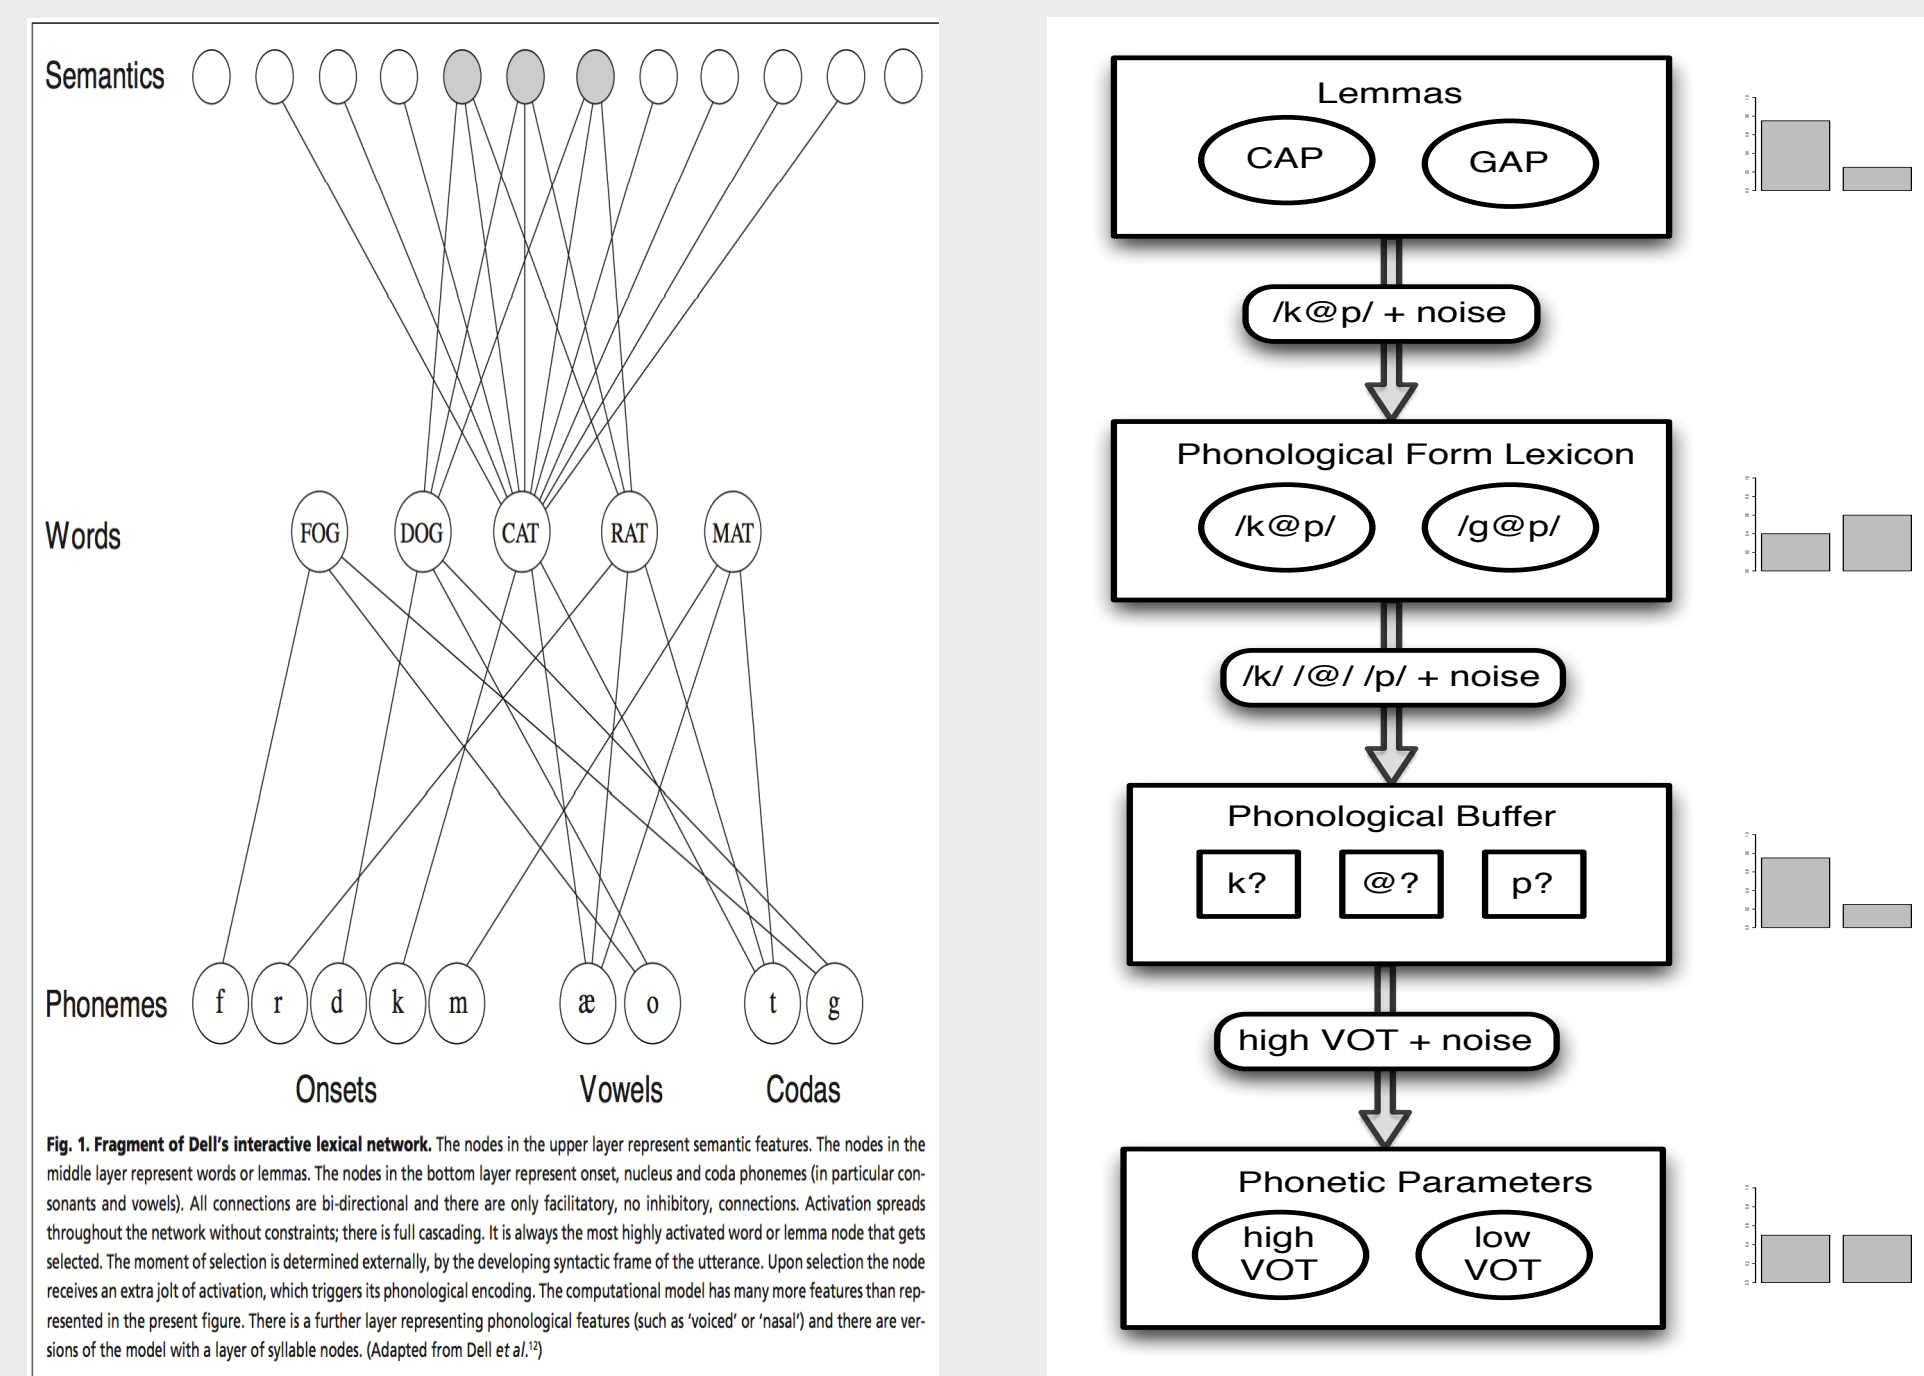 Semantics
Words
FOG DOG CAT RAT MAT
Phonemes
f r d k m æ o t g
Onsets Vowels Codas
Fig. 1. Fragment of Dell's interactive lexical network. The nodes in the upper layer represent semantic features. The nodes in the
middle layer represent words or lemmas. The nodes in the bottom layer represent onset, nucleus and coda phonemes (in particular con-
sonants and vowels). All connections are bi-directional and there are only facilitatory, no inhibitory, connections. Activation spreads
throughout the network without constraints; there is full cascading. It is always the most highly activated word or lemma node that gets
selected. The moment of selection is determined externally, by the developing syntactic frame of the utterance. Upon selection the node
receives an extra jolt of activation, which triggers its phonological encoding. The computational model has many more features than rep-
resented in the present figure. There is a further layer representing phonological features (such as 'voiced' or 'nasal') and there are ver-
sions of the model with a layer of syllable nodes. (Adapted from Dell et al.¹²)
Lemmas
CAP GAP
/k@p/ + noise
Phonological Form Lexicon
/k@p/ /g@p/
/k/ /@/ /p/ + noise
Phonological Buffer
k? @? p?
high VOT + noise
Phonetic Parameters
high low
VOT VOT